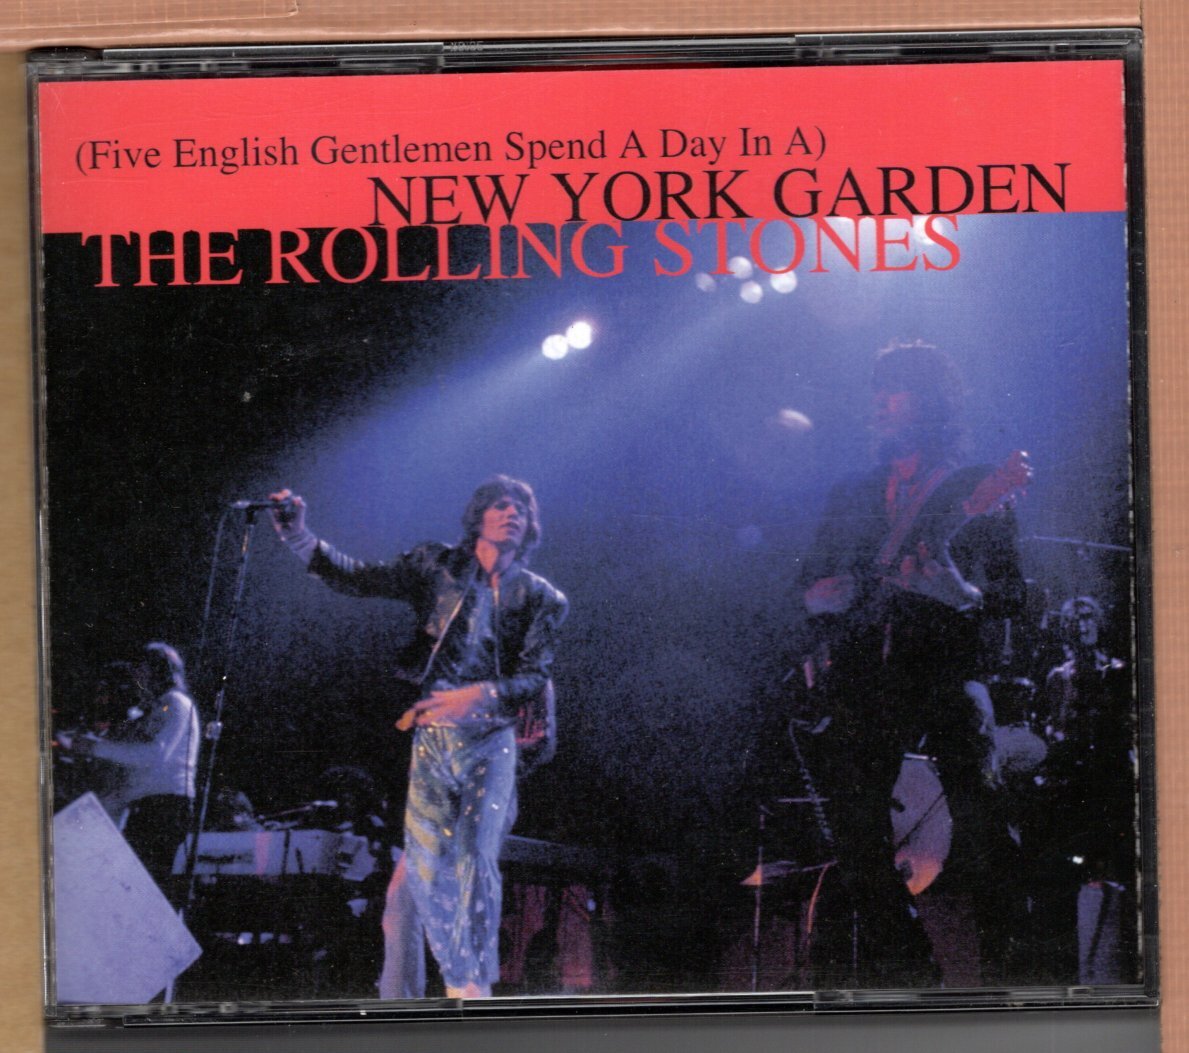 (Five English Gentlemen Spend A Day In A)
NEW YORK GARDEN
THE ROLLING STONES